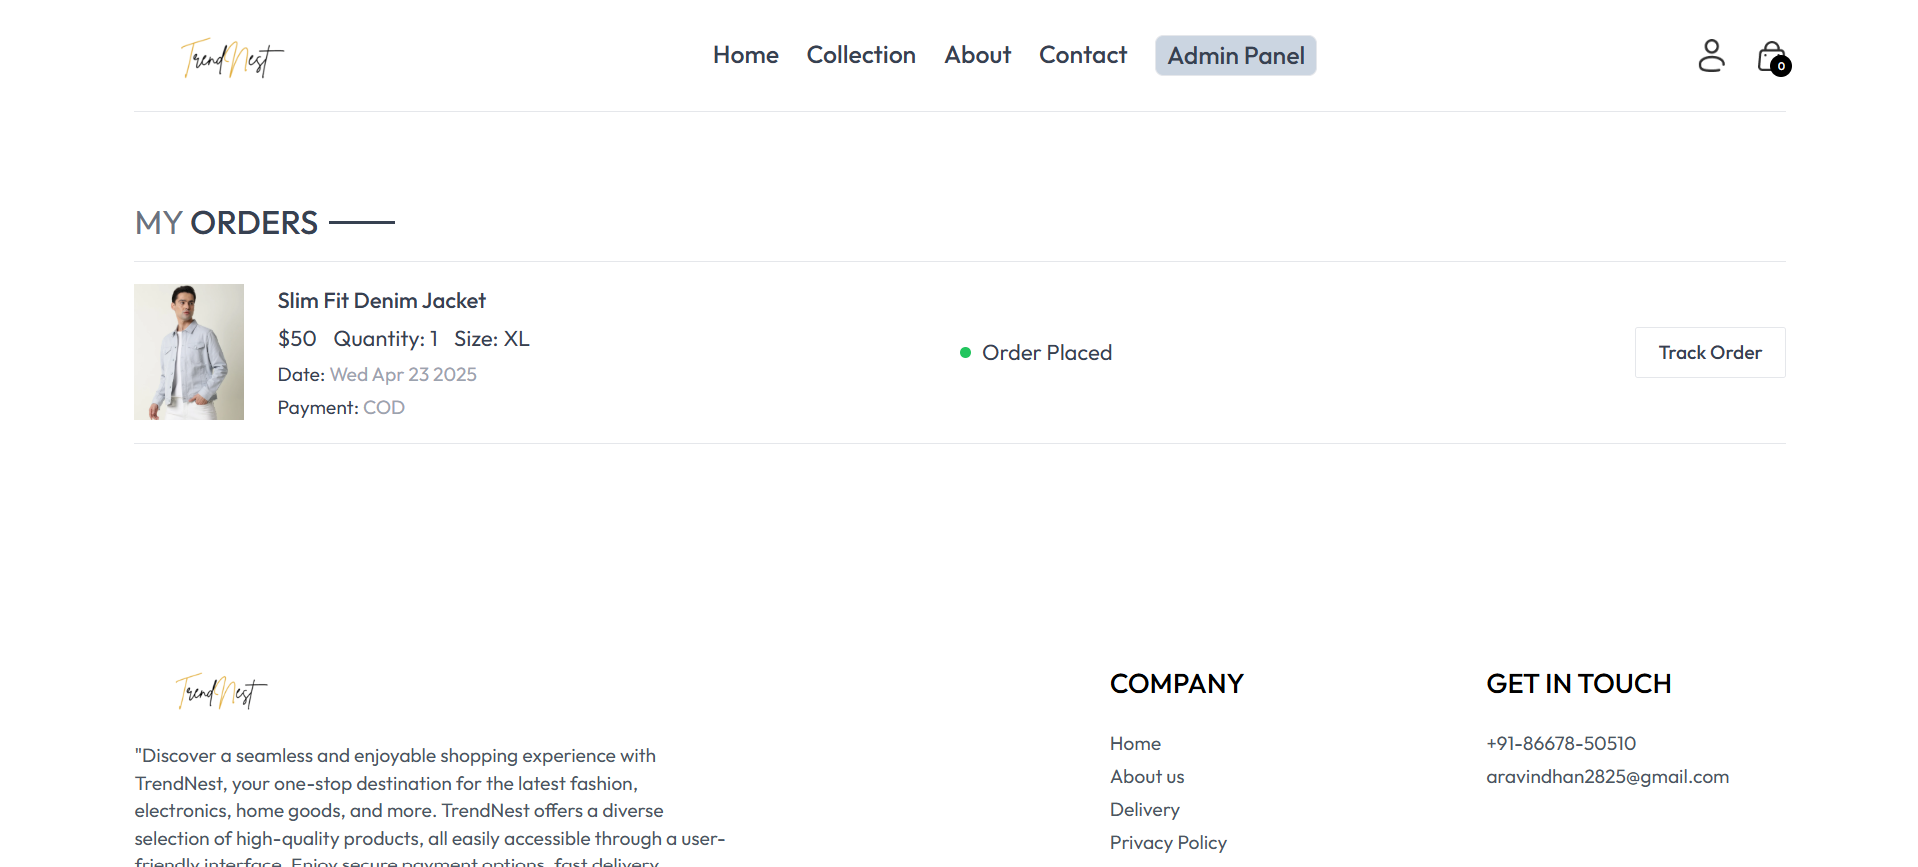 TrendNest
Home Collection About Contact Admin Panel
0
MY ORDERS
Slim Fit Denim Jacket
$50 Quantity: 1 Size: XL
Date: Wed Apr 23 2025
Payment: COD
Order Placed
Track Order
TrendNest
"Discover a seamless and enjoyable shopping experience with
TrendNest, your one-stop destination for the latest fashion,
electronics, home goods, and more. TrendNest offers a diverse
selection of high-quality products, all easily accessible through a user-
friendly interface. Enjoy secure payment options, fast delivery,
COMPANY
Home
About us
Delivery
Privacy Policy
GET IN TOUCH
+91-86678-50510
aravindhan2825@gmail.com